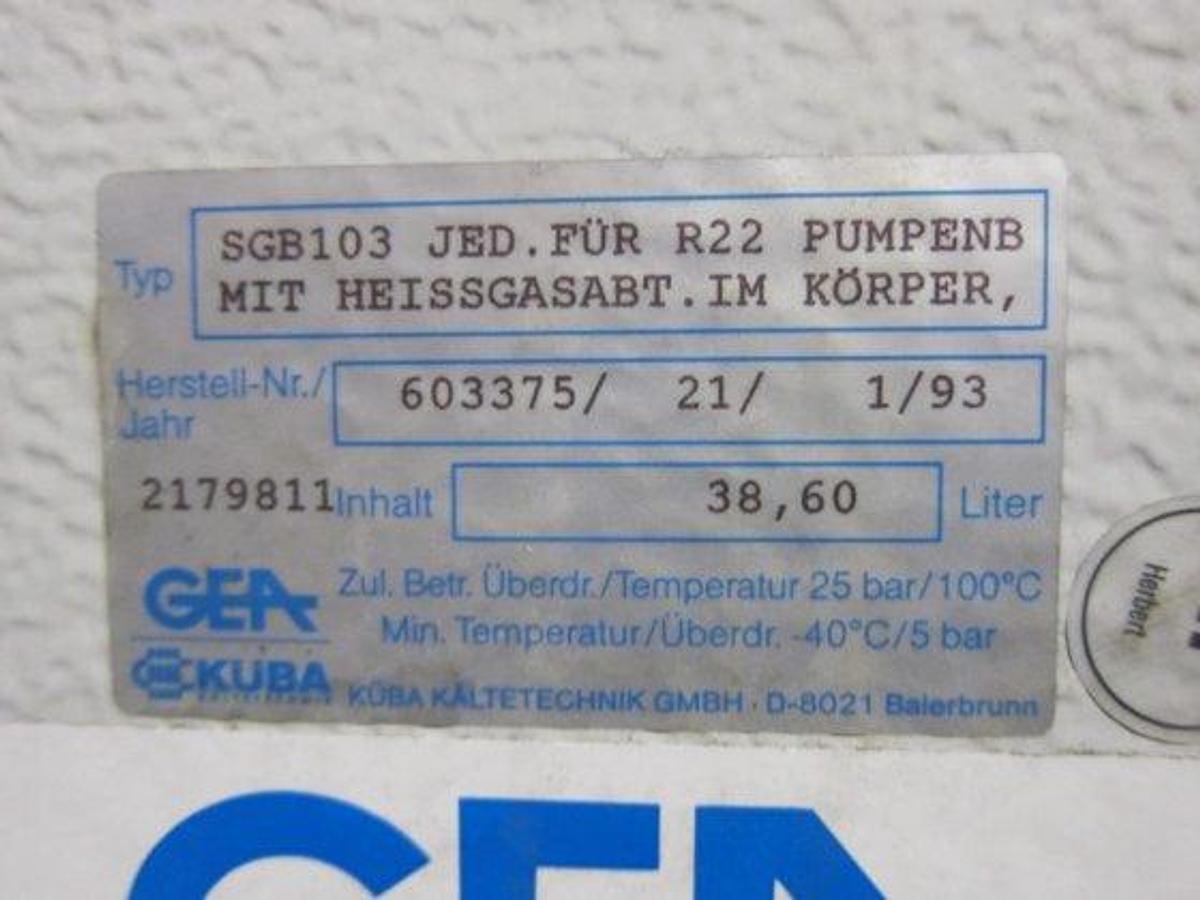 Typ
SGB103 JED.FÜR R22 PUMPENB
MIT HEISSGASABT.IM KÖRPER,
Herstell-Nr./
Jahr
603375/ 21/ 1/93
2179811 Inhalt 38,60 Liter
GEA
Zul. Betr. Überdr./Temperatur 25 bar/100°C
Min. Temperatur/Überdr. -40°C/5 bar
KÜBA
KÜBA KÄLTETECHNIK GMBH · D-8021 Baierbrunn
Herbert
GEA